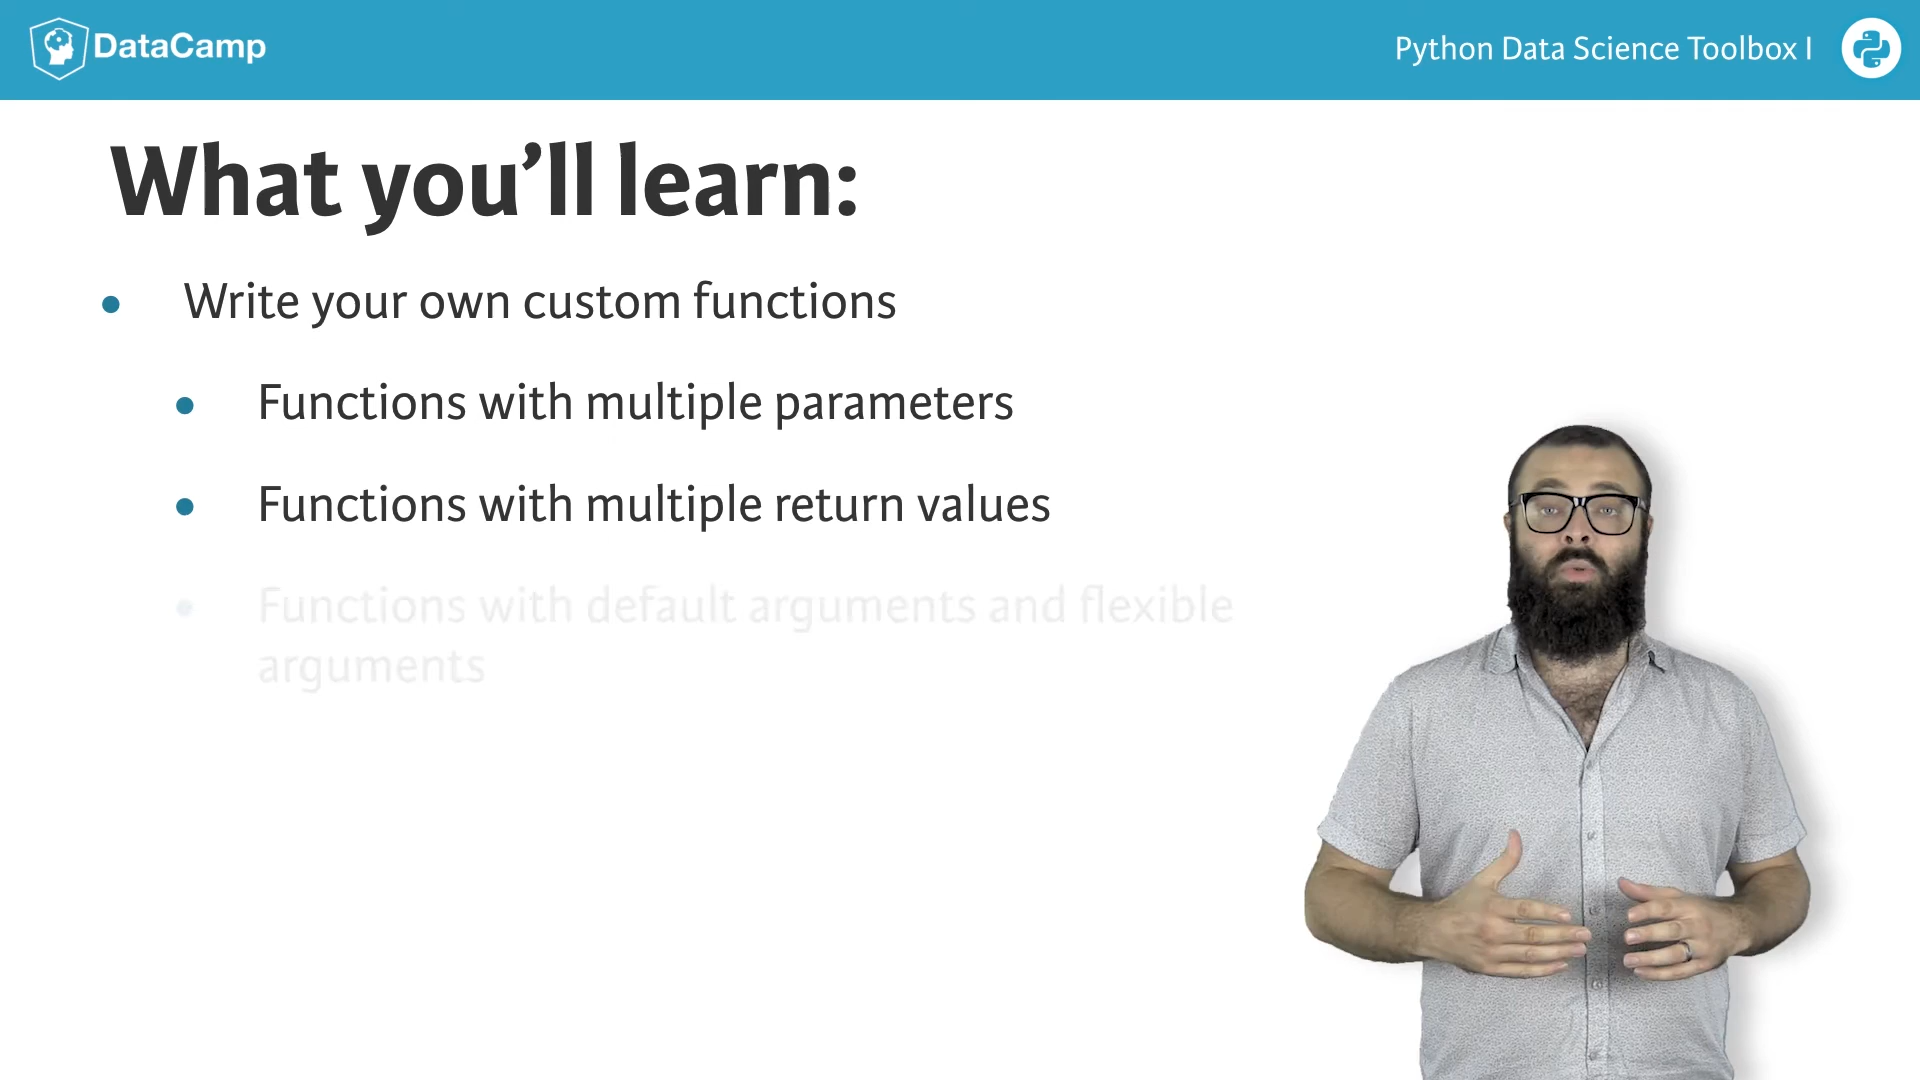 DataCamp
Python Data Science Toolbox I
What you’ll learn:
Write your own custom functions
Functions with multiple parameters
Functions with multiple return values
Functions with default arguments and flexible
arguments